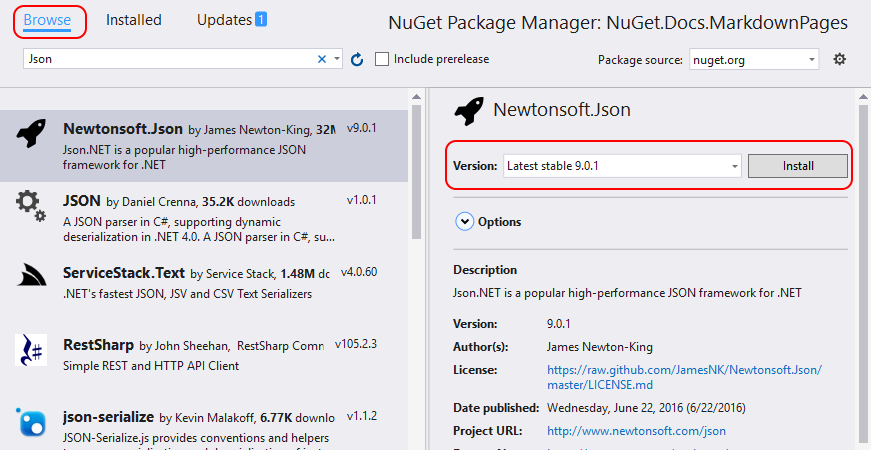 Browse Installed Updates 1
NuGet Package Manager: NuGet.Docs.MarkdownPages
Json
Include prerelease
Package source: nuget.org
Newtonsoft.Json by James Newton-King, 32M v9.0.1
Json.NET is a popular high-performance JSON
framework for .NET
JSON by Daniel Crenna, 35.2K downloads v1.0.1
A JSON parser in C#, supporting dynamic
deserialization in .NET 4.0. A JSON parser in C#, su...
ServiceStack.Text by Service Stack, 1.48M dc v4.0.60
.NET's fastest JSON, JSV and CSV Text Serializers
RestSharp by John Sheehan, RestSharp Comm v105.2.3
Simple REST and HTTP API Client
json-serialize by Kevin Malakoff, 6.77K downlo v1.1.2
JSON-Serialize.js provides conventions and helpers
Newtonsoft.Json
Version: Latest stable 9.0.1 Install
Options
Description
Json.NET is a popular high-performance JSON framework for .NET
Version: 9.0.1
Author(s): James Newton-King
License: https://raw.github.com/JamesNK/Newtonsoft.Json/
master/LICENSE.md
Date published: Wednesday, June 22, 2016 (6/22/2016)
Project URL: http://www.newtonsoft.com/json